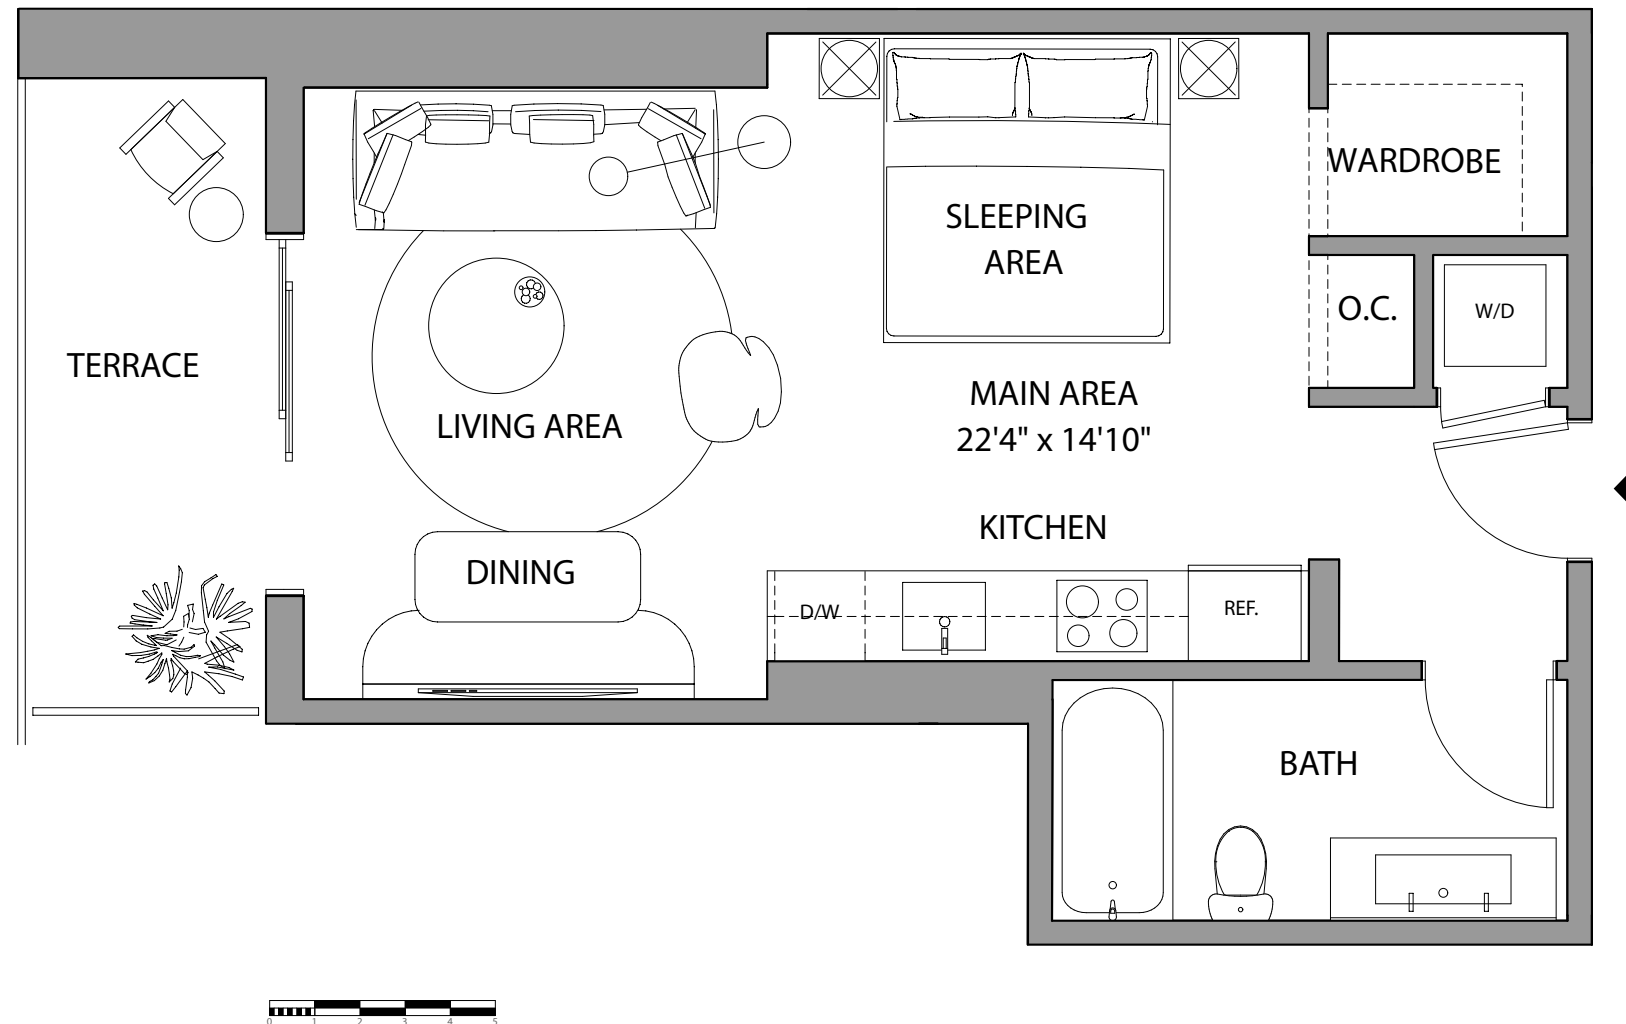 WARDROBE
SLEEPING
AREA
O.C.
W/D
TERRACE
LIVING AREA
MAIN AREA
22'4" x 14'10"
KITCHEN
DINING
D/W
REF.
BATH
0 1 2 3 4 5